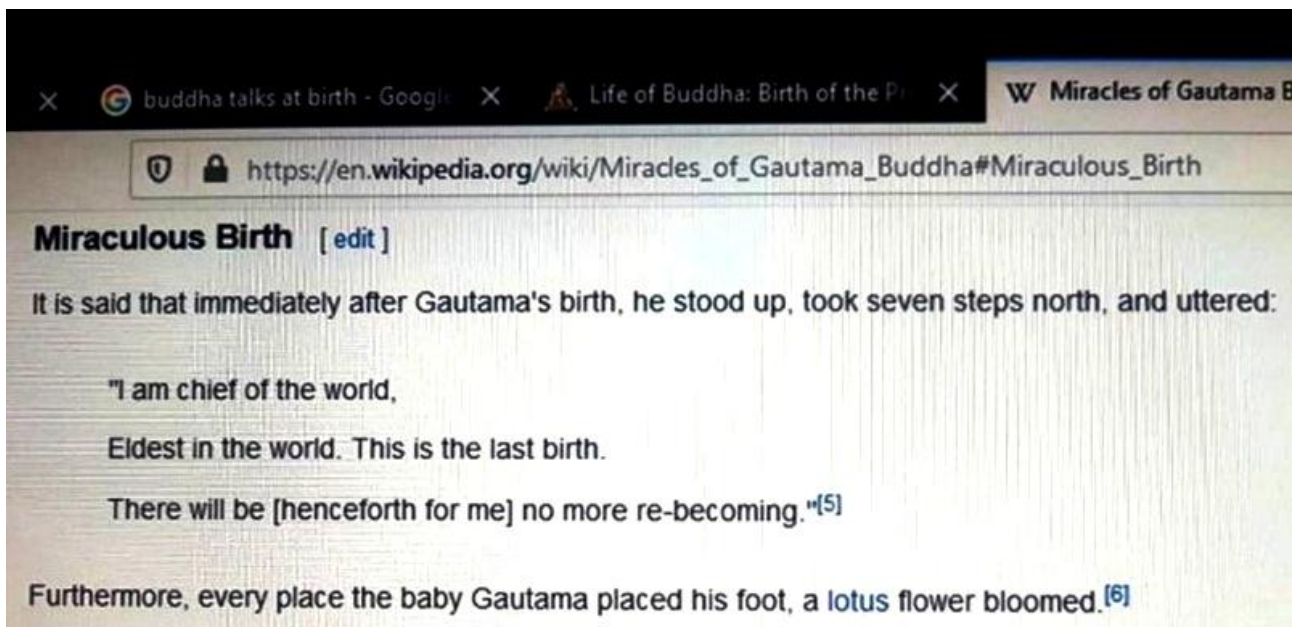 buddha talks at birth - Google
Life of Buddha: Birth of the P
Miracles of Gautama B
https://en.wikipedia.org/wiki/Miracles_of_Gautama_Buddha#Miraculous_Birth
Miraculous Birth [ edit ]
It is said that immediately after Gautama's birth, he stood up, took seven steps north, and uttered:
"I am chief of the world,
Eldest in the world. This is the last birth.
There will be [henceforth for me] no more re-becoming."[5]
Furthermore, every place the baby Gautama placed his foot, a lotus flower bloomed.[6]